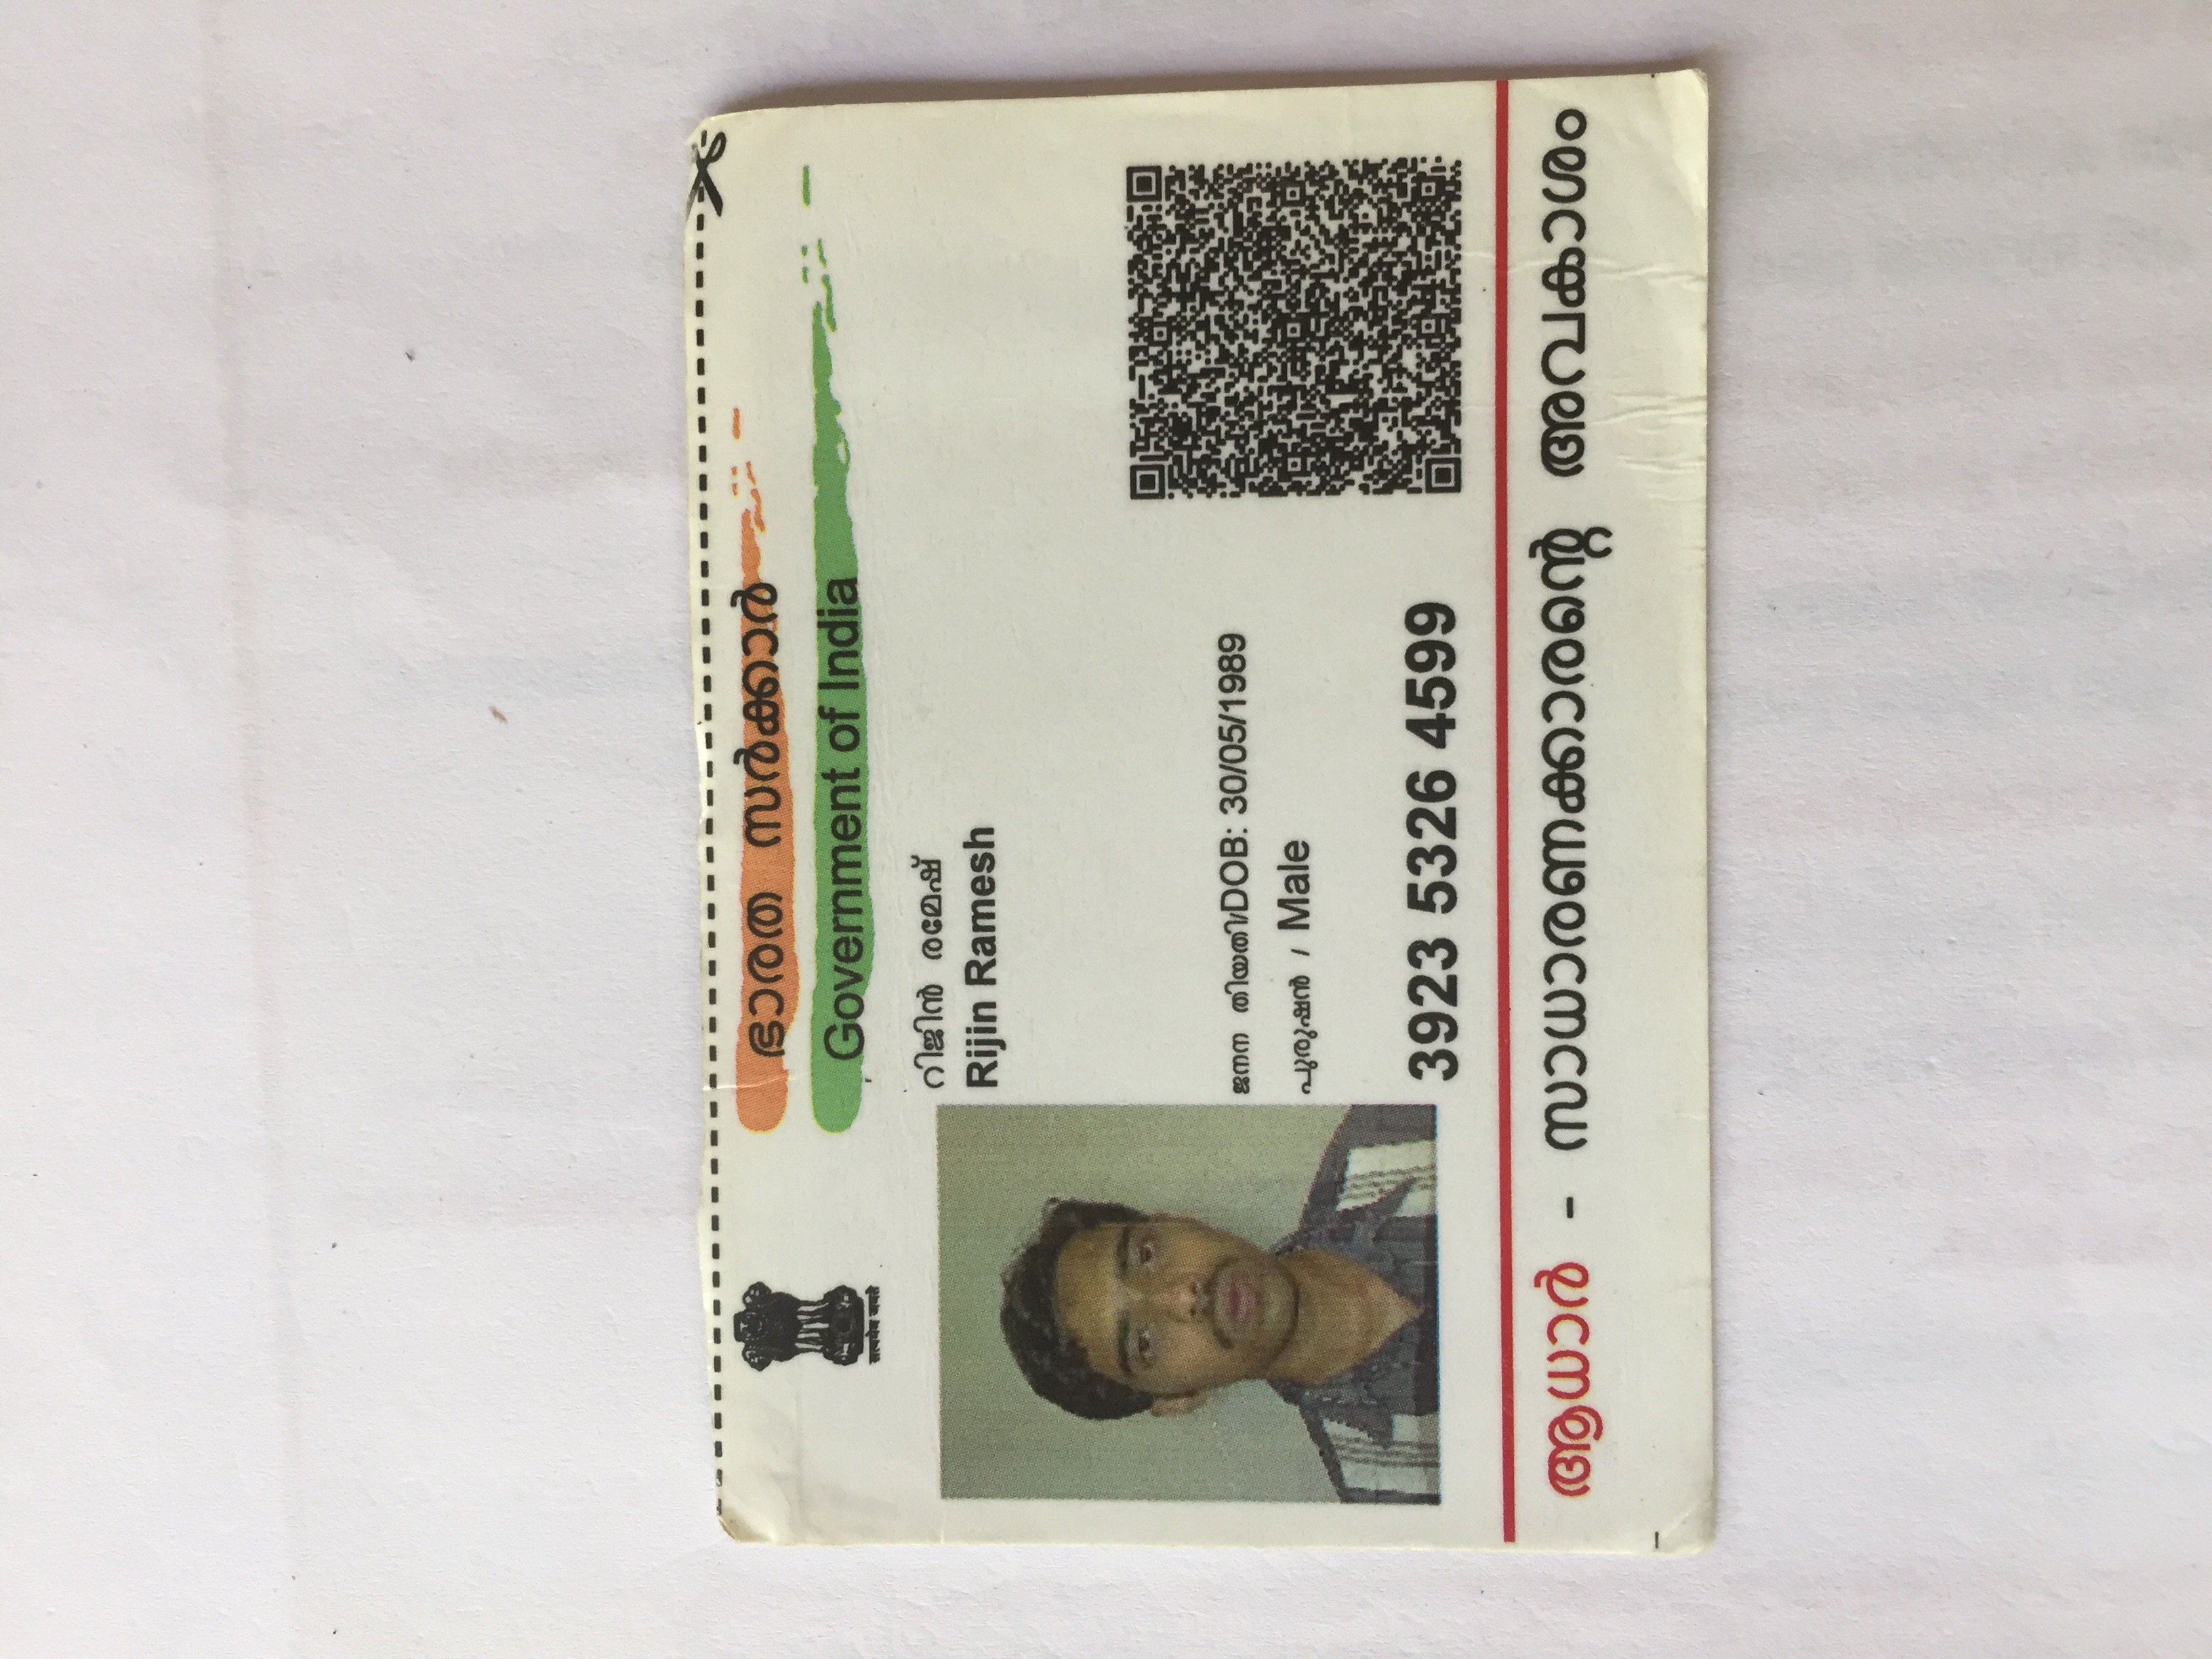 ഭാരത സർക്കാർ
Government of India
सत्यमेव जयते
റിജിൻ രമേഷ്
Rijin Ramesh
ജനന തിയതി/DOB: 30/05/1989
പുരുഷൻ / Male
3923 5326 4599
ആധാർ - സാധാരണക്കാരന്റെ അവകാശം